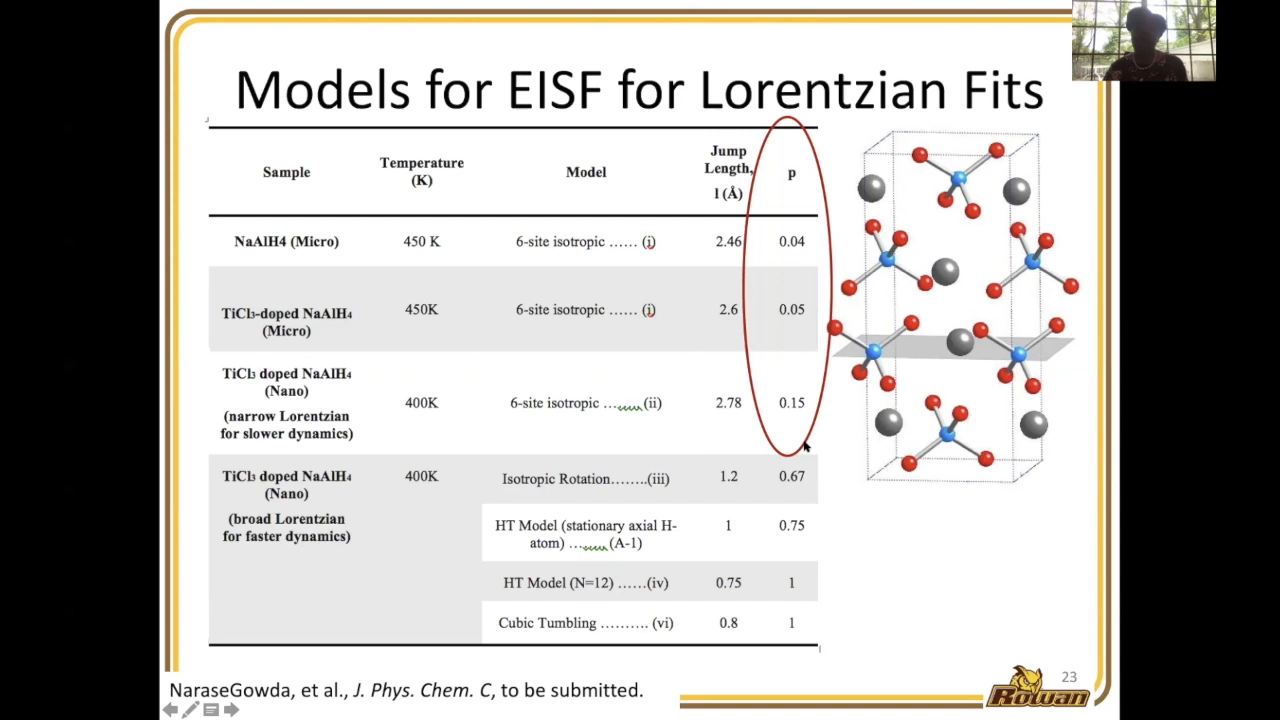 Models for EISF for Lorentzian Fits
Sample
Temperature
(K)
Model
Jump
Length,
l (Å)
p
NaAlH4 (Micro)
450 K
6-site isotropic …… (i)
2.46
0.04
TiCl₃-doped NaAlH₄
(Micro)
450K
6-site isotropic …… (i)
2.6
0.05
TiCl₃ doped NaAlH₄
(Nano)
(narrow Lorentzian
for slower dynamics)
400K
6-site isotropic ………(ii)
2.78
0.15
TiCl₃ doped NaAlH₄
(Nano)
(broad Lorentzian
for faster dynamics)
400K
Isotropic Rotation……..(iii)
1.2
0.67
HT Model (stationary axial H-
atom) ……… (A-1)
1
0.75
HT Model (N=12) ……(iv)
0.75
1
Cubic Tumbling ………. (vi)
0.8
1
NaraseGowda, et al., J. Phys. Chem. C, to be submitted.
23
Rowan